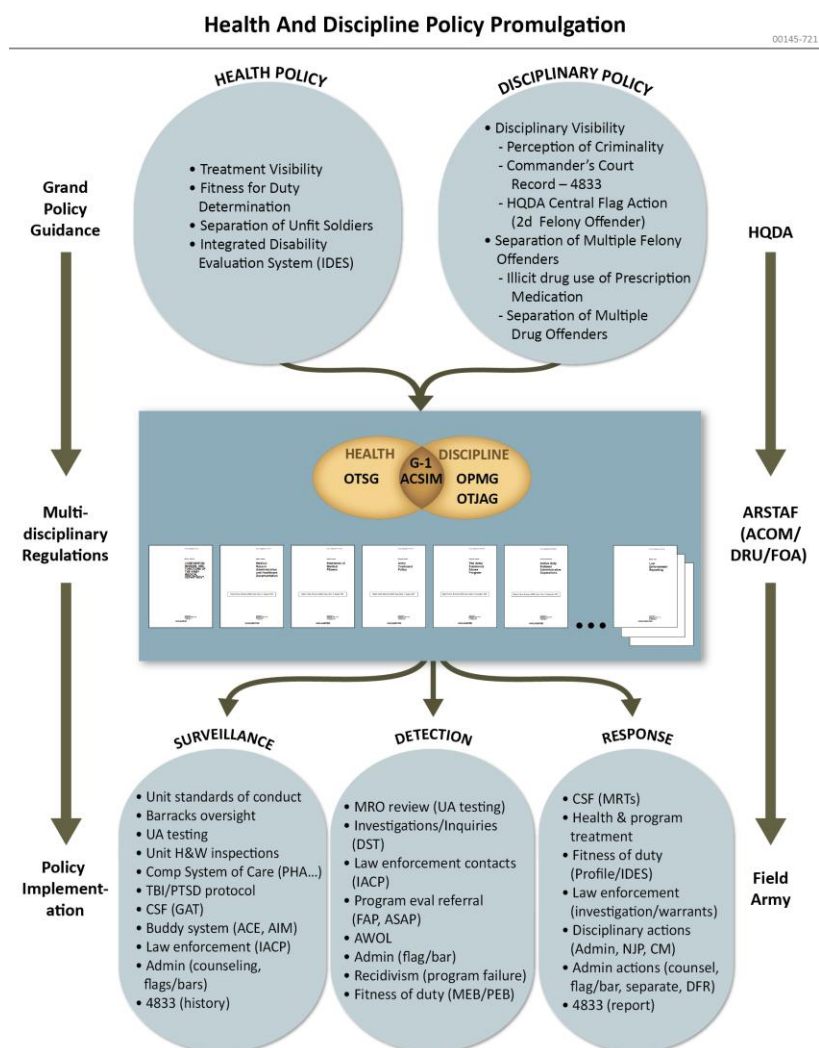 Health And Discipline Policy Promulgation
00145-721
HEALTH POLICY
• Treatment Visibility
• Fitness for Duty
Determination
• Separation of Unfit Soldiers
• Integrated Disability
Evaluation System (IDES)
DISCIPLINARY POLICY
• Disciplinary Visibility
- Perception of Criminality
- Commander's Court
Record – 4833
- HQDA Central Flag Action
(2d Felony Offender)
• Separation of Multiple Felony
Offenders
- Illicit drug use of Prescription
Medication
- Separation of Multiple
Drug Offenders
Grand
Policy
Guidance
HQDA
HEALTH
OTSG
G-1
ACSIM
DISCIPLINE
OPMG
OTJAG
Multi-
disciplinary
Regulations
ARSTAF
(ACOM/
DRU/FOA)
SURVEILLANCE
• Unit standards of conduct
• Barracks oversight
• UA testing
• Unit H&W inspections
• Comp System of Care (PHA...)
• TBI/PTSD protocol
• CSF (GAT)
• Buddy system (ACE, AIM)
• Law enforcement (IACP)
• Admin (counseling,
flags/bars)
• 4833 (history)
DETECTION
• MRO review (UA testing)
• Investigations/Inquiries
(DST)
• Law enforcement contacts
(IACP)
• Program eval referral
(FAP, ASAP)
• AWOL
• Admin (flag/bar)
• Recidivism (program failure)
• Fitness of duty (MEB/PEB)
RESPONSE
• CSF (MRTs)
• Health & program
treatment
• Fitness of duty
(Profile/IDES)
• Law enforcement
(investigation/warrants)
• Disciplinary actions
(Admin, NJP, CM)
• Admin actions (counsel,
flag/bar, separate, DFR)
• 4833 (report)
Policy
Implement-
ation
Field
Army